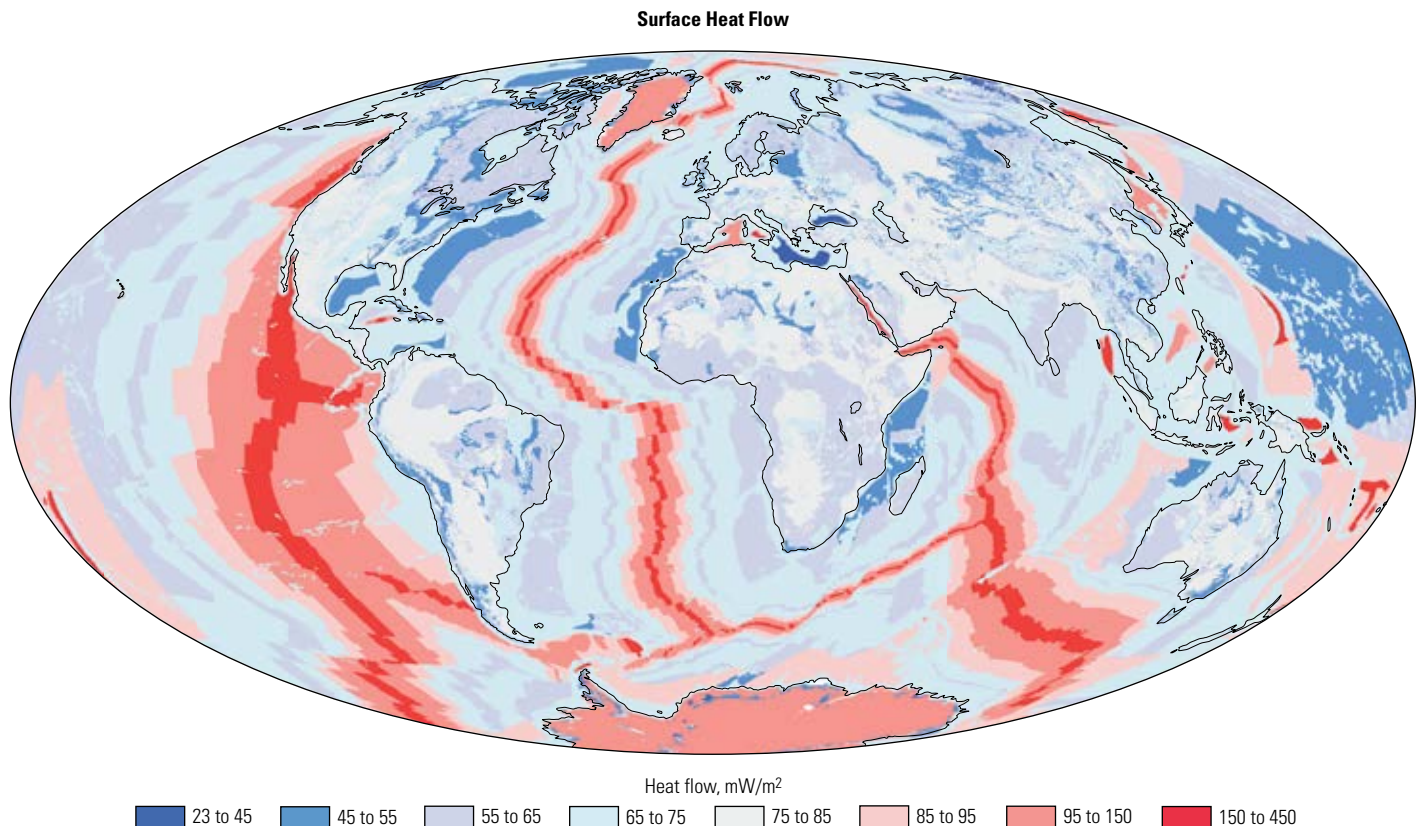 Surface Heat Flow
Heat flow, mW/m²
23 to 45 45 to 55 55 to 65 65 to 75 75 to 85 85 to 95 95 to 150 150 to 450